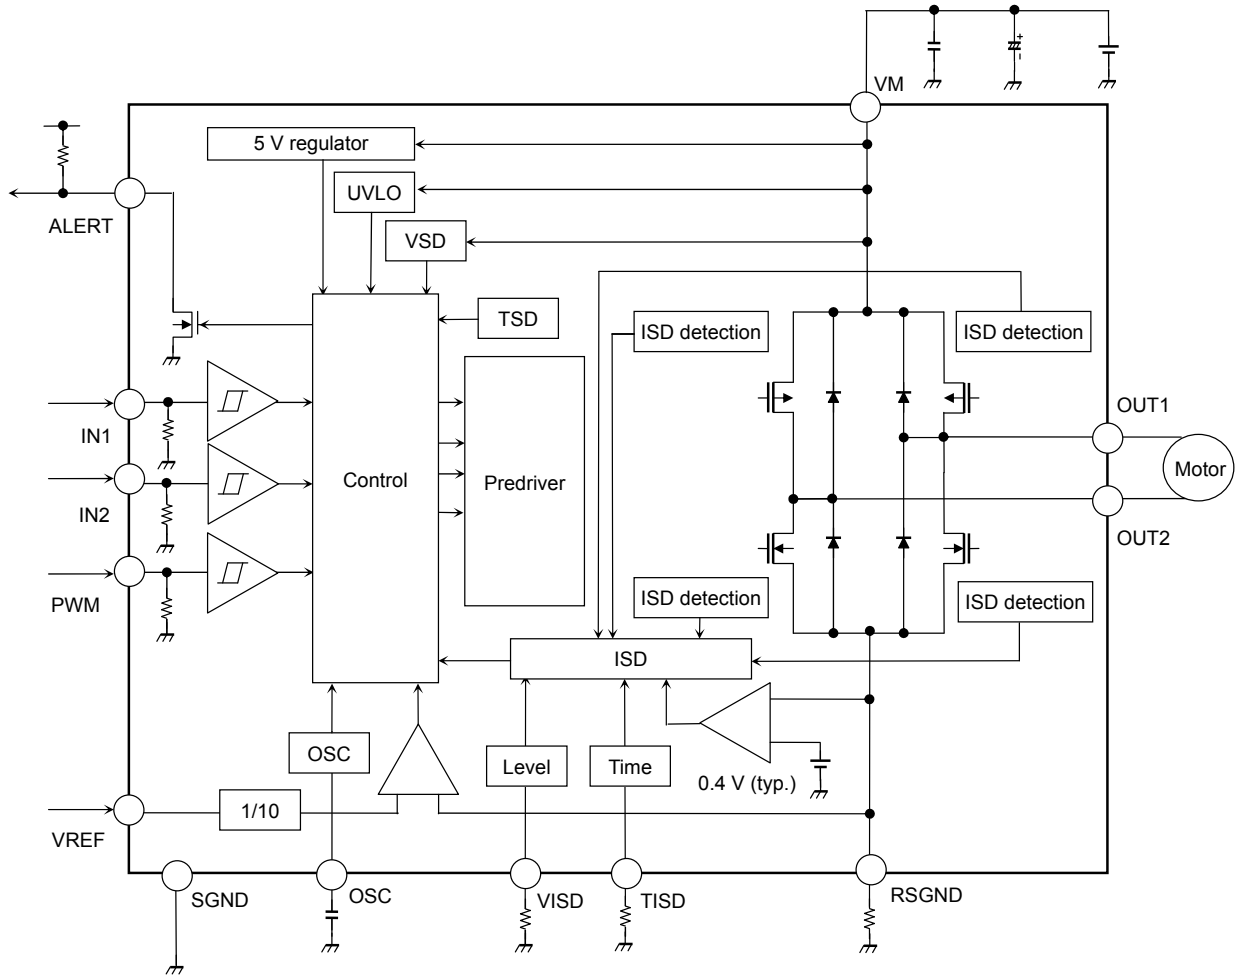 VM
5 V regulator
UVLO
ALERT
VSD
TSD
ISD detection
ISD detection
IN1
OUT1
Motor
Control
Predriver
IN2
OUT2
PWM
ISD detection
ISD detection
ISD
OSC
Level
Time
0.4 V (typ.)
1/10
VREF
SGND
OSC
VISD
TISD
RSGND
+
-